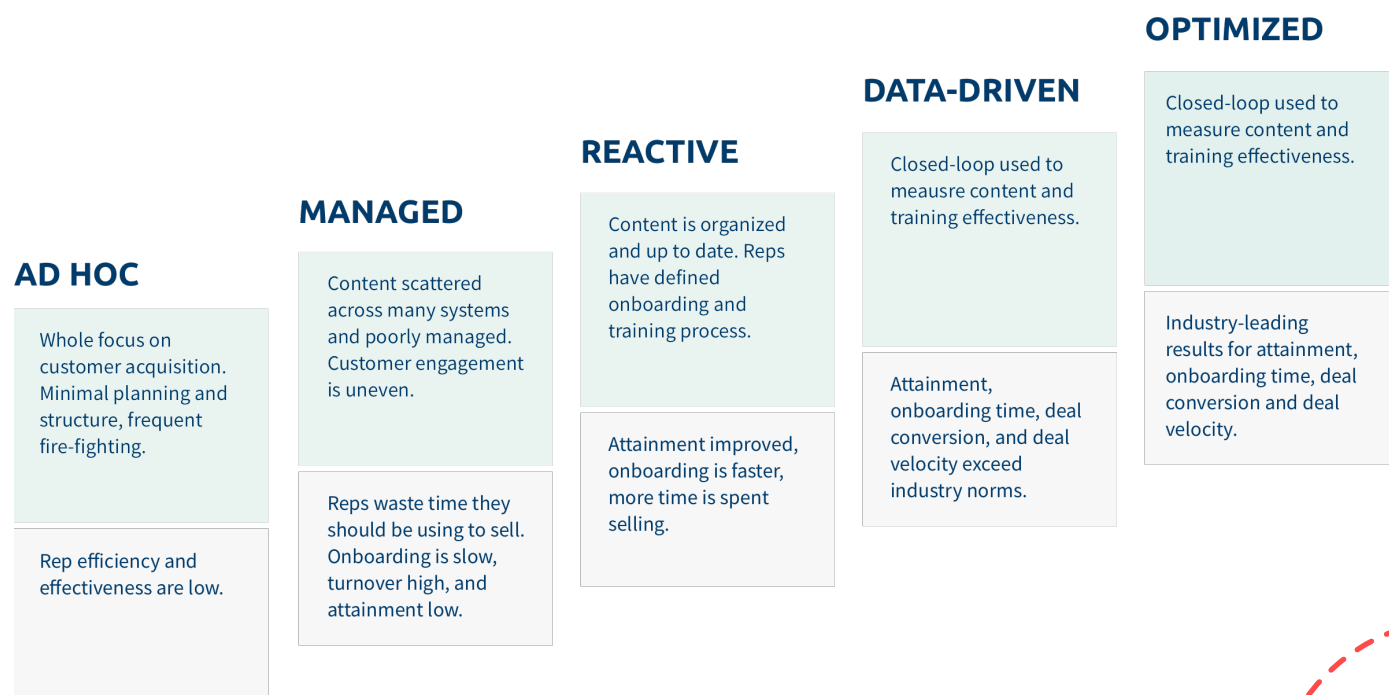 AD HOC
Whole focus on
customer acquisition.
Minimal planning and
structure, frequent
fire-fighting.
Rep efficiency and
effectiveness are low.
MANAGED
Content scattered
across many systems
and poorly managed.
Customer engagement
is uneven.
Reps waste time they
should be using to sell.
Onboarding is slow,
turnover high, and
attainment low.
REACTIVE
Content is organized
and up to date. Reps
have defined
onboarding and
training process.
Attainment improved,
onboarding is faster,
more time is spent
selling.
DATA-DRIVEN
Closed-loop used to
meausre content and
training effectiveness.
Attainment,
onboarding time, deal
conversion, and deal
velocity exceed
industry norms.
OPTIMIZED
Closed-loop used to
measure content and
training effectiveness.
Industry-leading
results for attainment,
onboarding time, deal
conversion and deal
velocity.